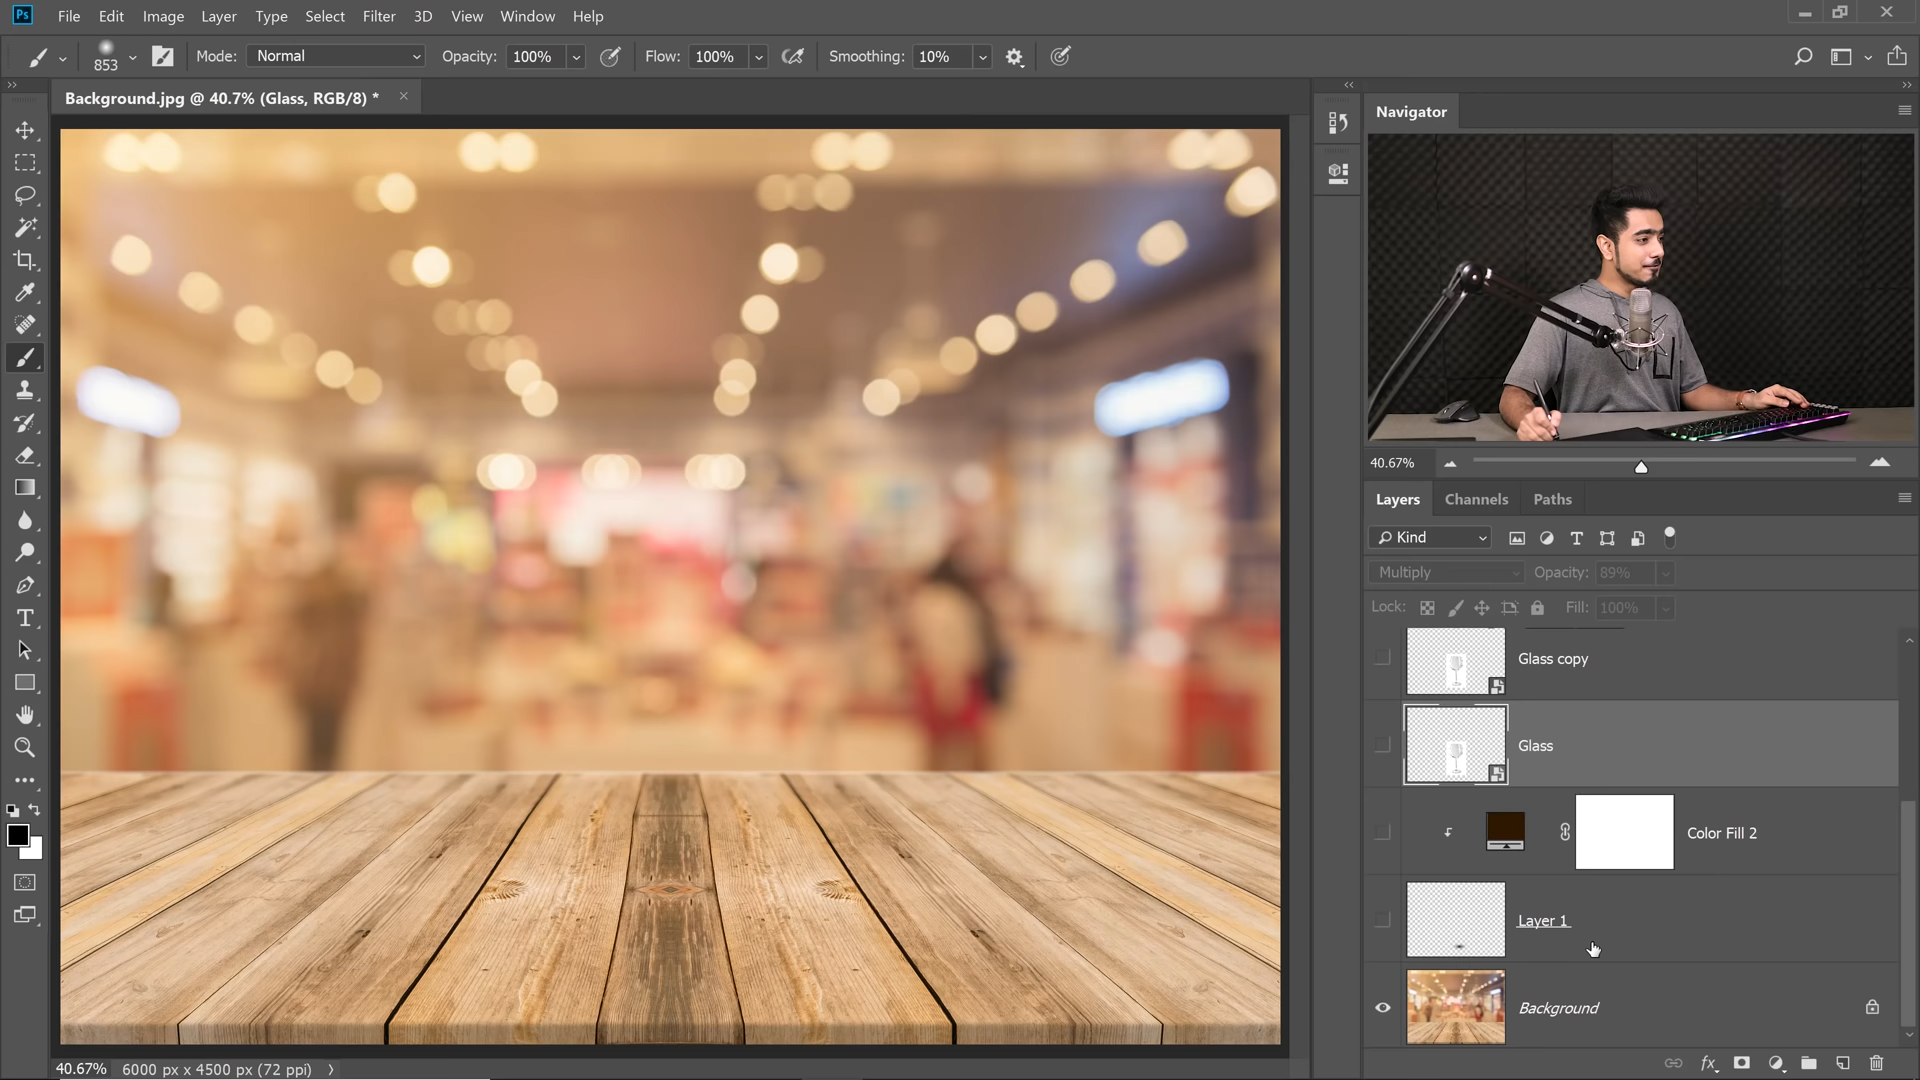 Ps File Edit Image Layer Type Select Filter 3D View Window Help
853 Mode: Normal Opacity: 100% Flow: 100% Smoothing: 10%
Background.jpg @ 40.7% (Glass, RGB/8) * ×
Navigator
40.67%
Layers Channels Paths
Kind
Multiply Opacity: 89%
Lock: Fill: 100%
Glass copy
Glass
Color Fill 2
Layer 1
Background
40.67% 6000 px x 4500 px (72 ppi)